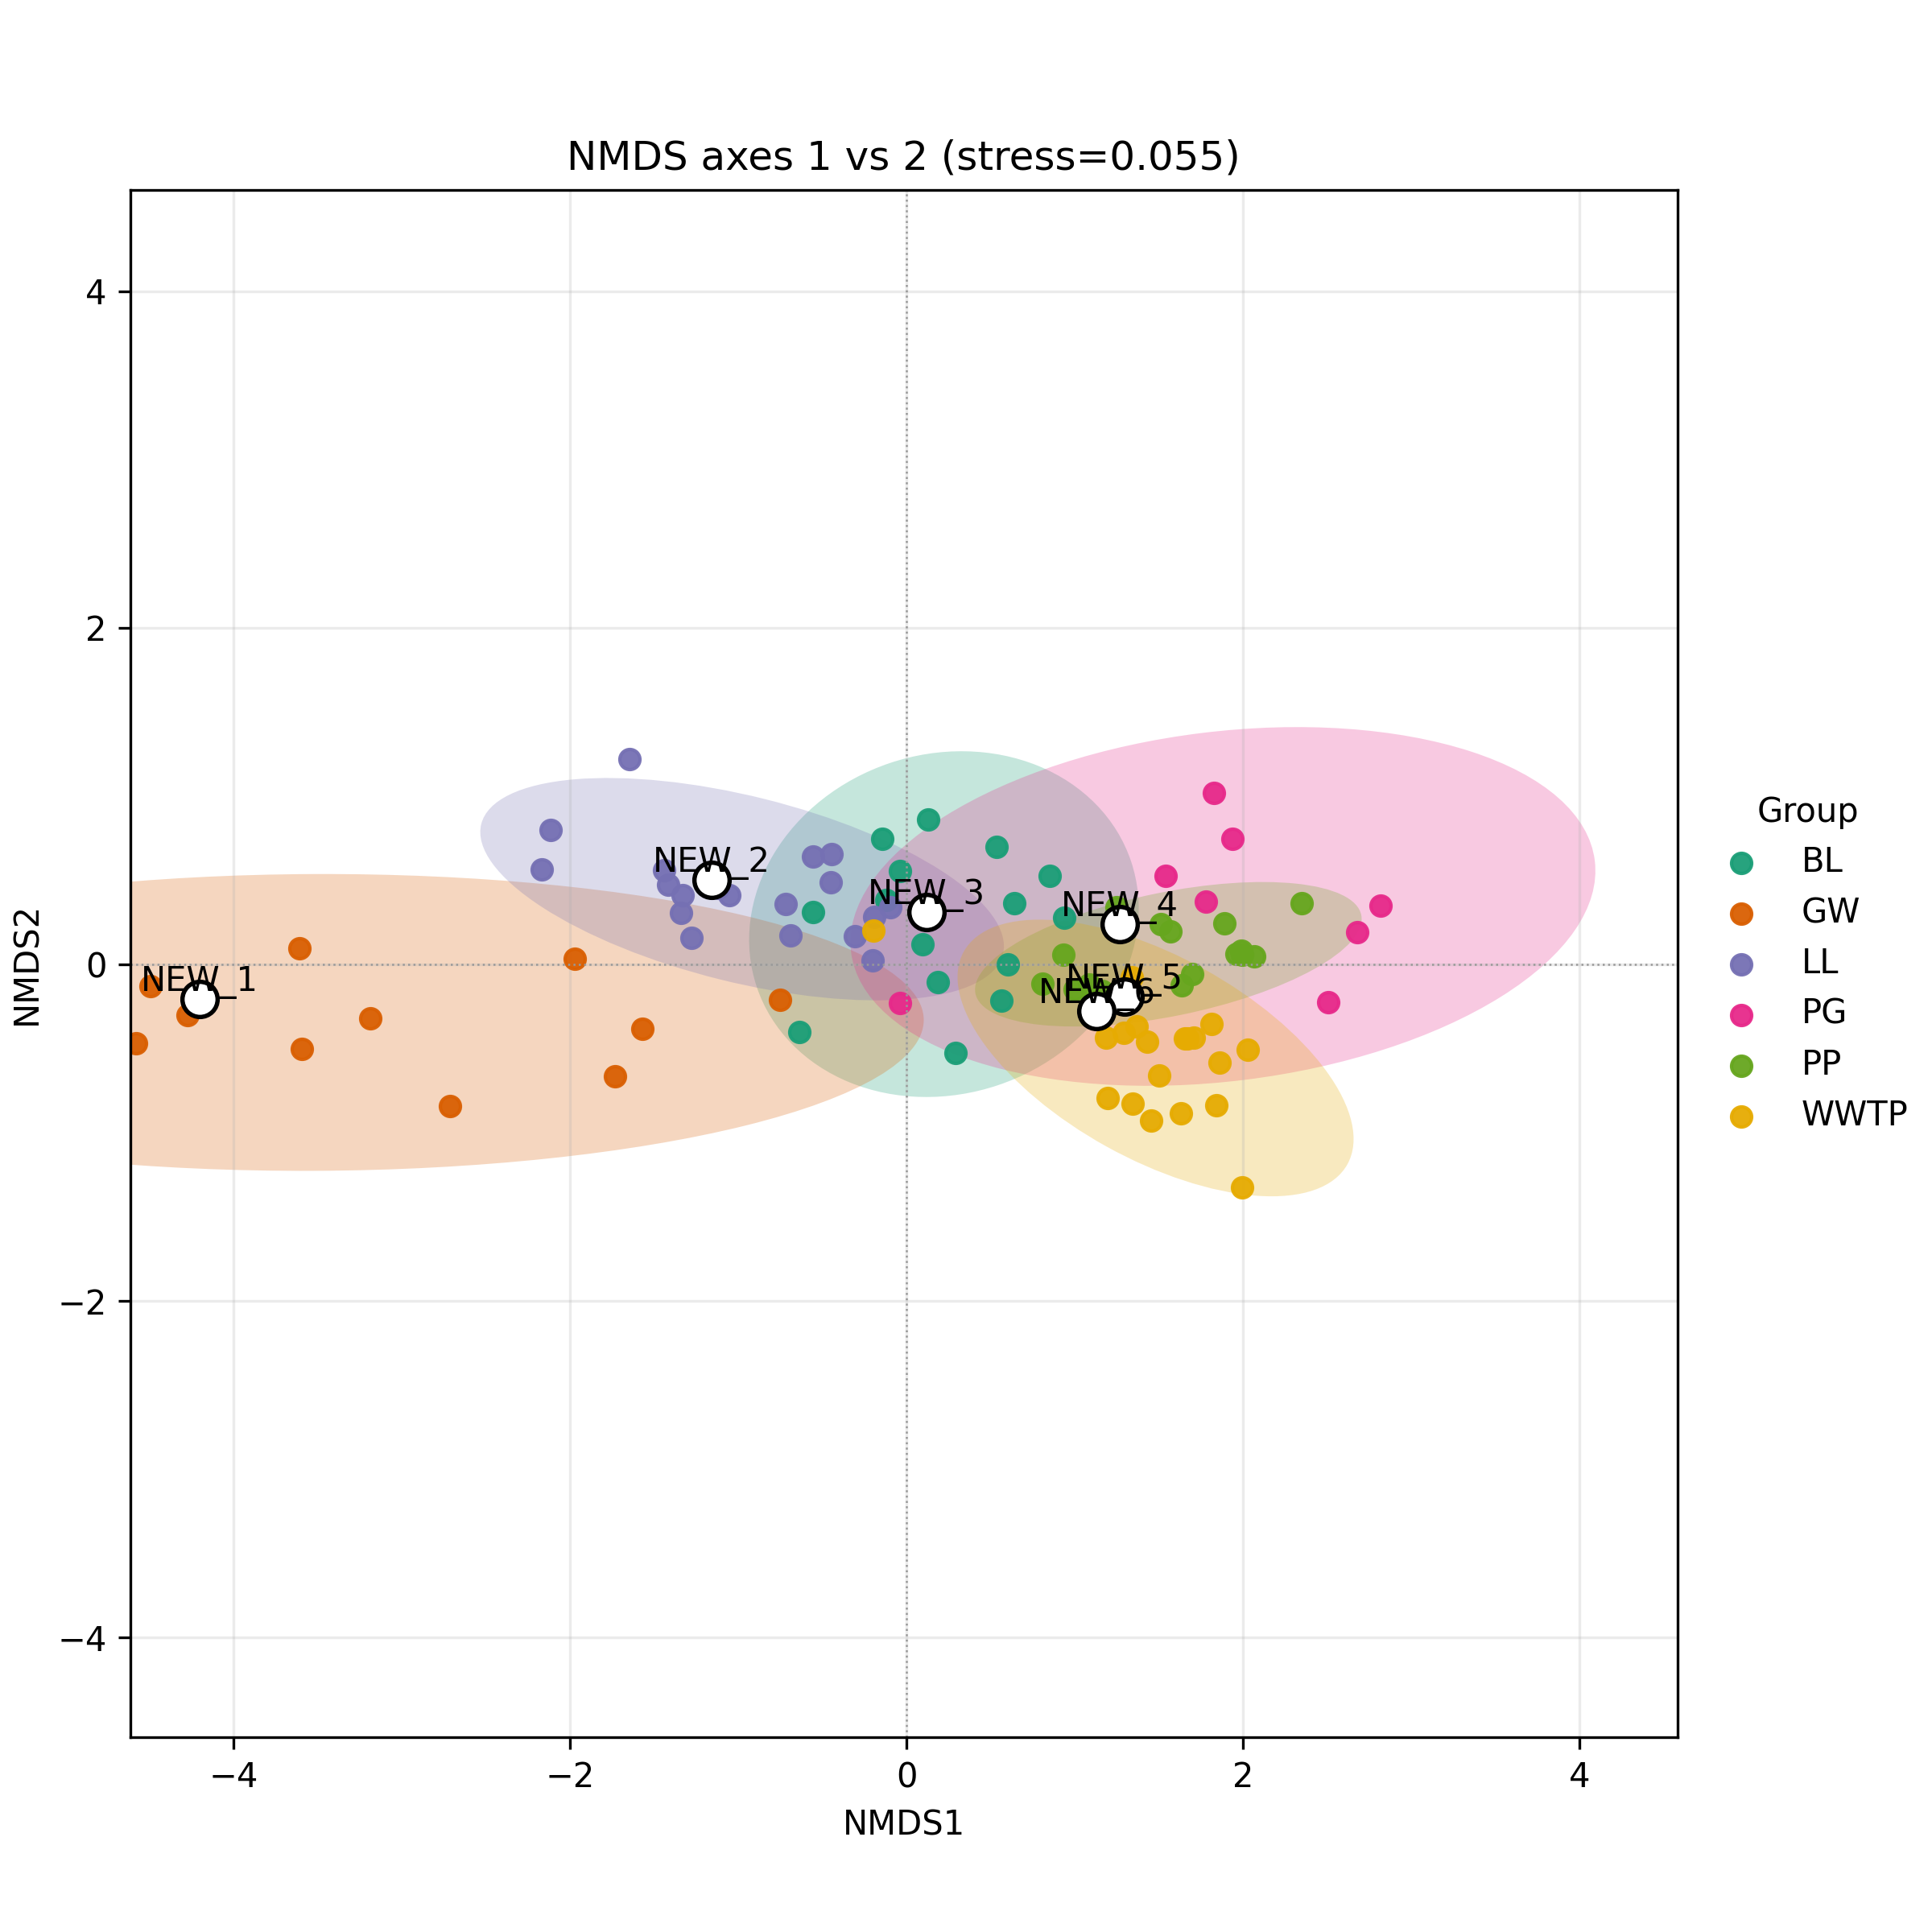 NMDS axes 1 vs 2 (stress=0.055)
4
2
0
−2
−4
NMDS2
NEW_1
NEW_2
NEW_3
NEW_4
NEW_5
NEW_6
−4
−2
0
2
4
NMDS1
Group
BL
GW
LL
PG
PP
WWTP